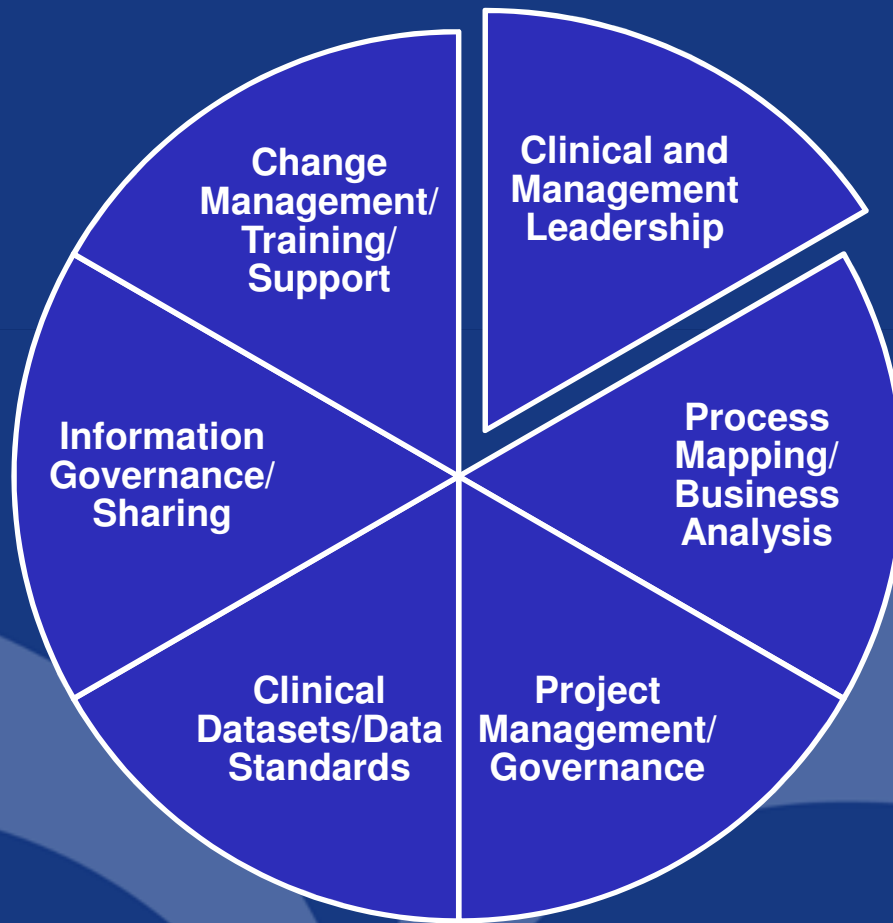 Change
Management/
Training/
Support
Clinical and
Management
Leadership
Process
Mapping/
Business
Analysis
Project
Management/
Governance
Clinical
Datasets/Data
Standards
Information
Governance/
Sharing